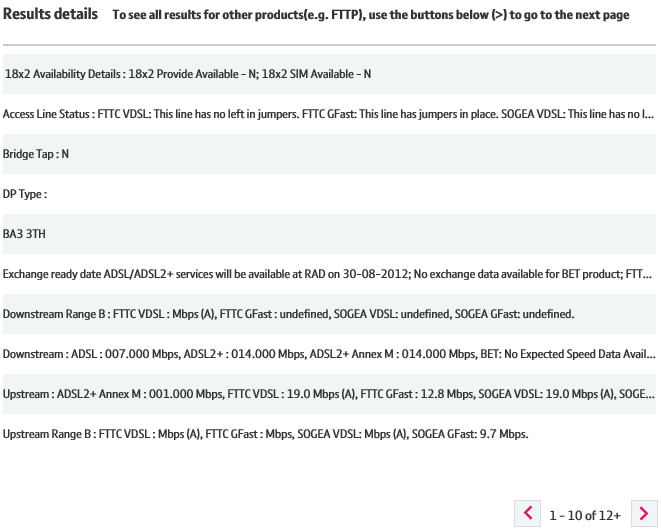 Results details To see all results for other products(e.g. FTTP), use the buttons below (>) to go to the next page
18x2 Availability Details : 18x2 Provide Available - N; 18x2 SIM Available - N
Access Line Status : FTTC VDSL: This line has no left in jumpers. FTTC GFast: This line has jumpers in place. SOGEA VDSL: This line has no l...
Bridge Tap : N
DP Type :
BA3 3TH
Exchange ready date ADSL/ADSL2+ services will be available at RAD on 30-08-2012; No exchange data available for BET product; FTT...
Downstream Range B : FTTC VDSL : Mbps (A), FTTC GFast : undefined, SOGEA VDSL: undefined, SOGEA GFast: undefined.
Downstream : ADSL : 007.000 Mbps, ADSL2+ : 014.000 Mbps, ADSL2+ Annex M : 014.000 Mbps, BET: No Expected Speed Data Avail...
Upstream : ADSL2+ Annex M : 001.000 Mbps, FTTC VDSL : 19.0 Mbps (A), FTTC GFast : 12.8 Mbps, SOGEA VDSL: 19.0 Mbps (A), SOGE...
Upstream Range B : FTTC VDSL : Mbps (A), FTTC GFast : Mbps, SOGEA VDSL: Mbps (A), SOGEA GFast: 9.7 Mbps.
1 - 10 of 12+